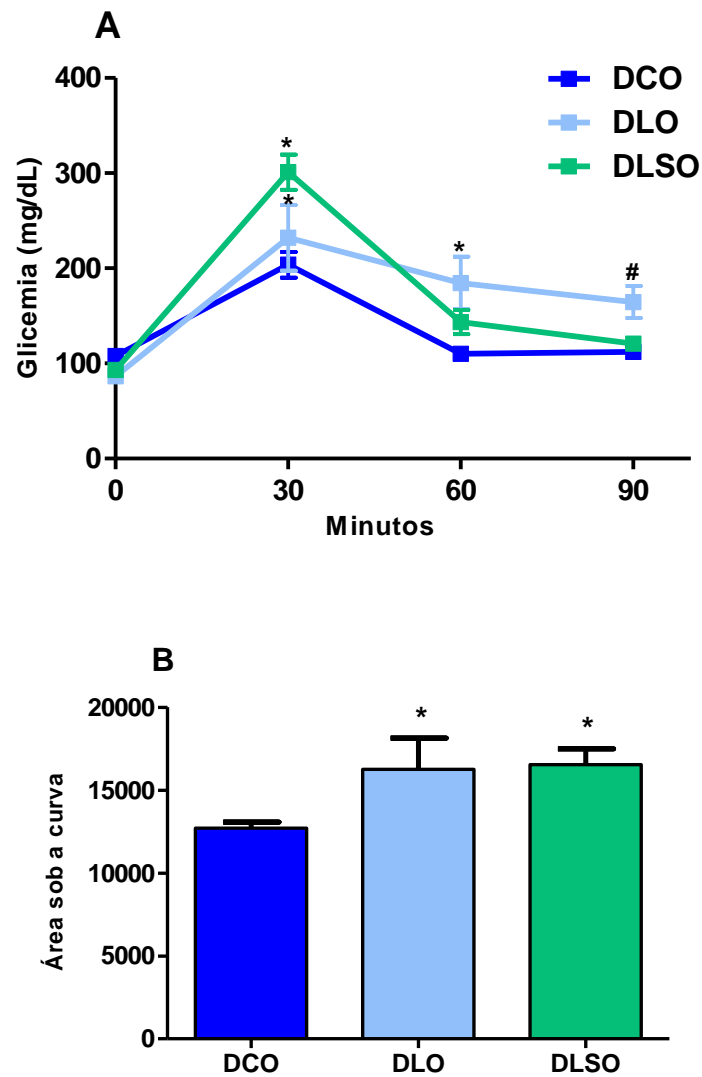 A
400
300
200
100
0
Glicemia (mg/dL)
*
*
*
#
DCO
DLO
DLSO
0 30 60 90
Minutos
B
20000
15000
10000
5000
0
Área sob a curva
*
*
DCO DLO DLSO